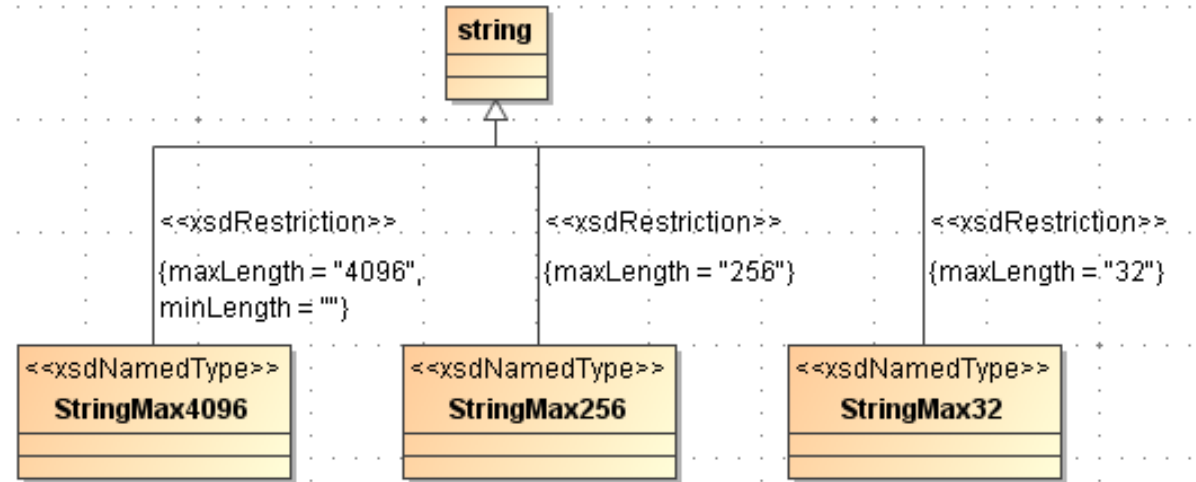 string
<<xsdRestriction>>
{maxLength = "4096",
minLength = ""}
<<xsdRestriction>>
{maxLength = "256"}
<<xsdRestriction>>
{maxLength = "32"}
<<xsdNamedType>>
StringMax4096
<<xsdNamedType>>
StringMax256
<<xsdNamedType>>
StringMax32